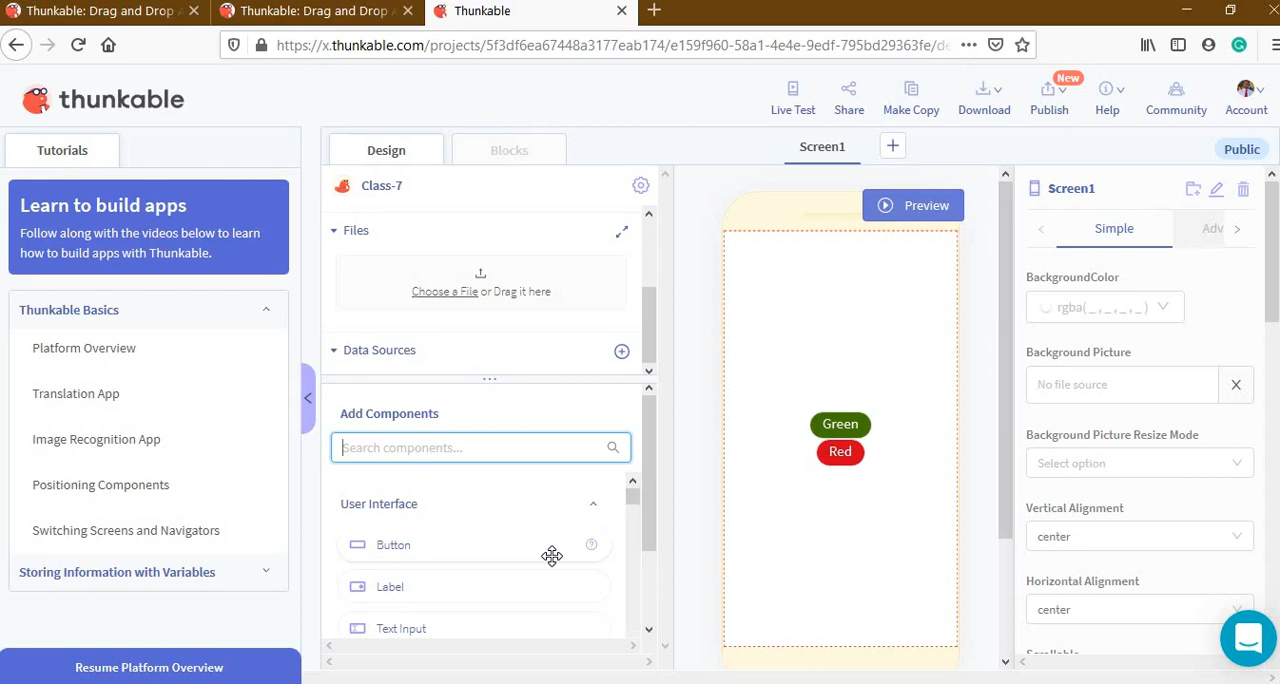 Thunkable: Drag and Drop
Thunkable: Drag and Drop
Thunkable
https://x.thunkable.com/projects/5f3df6ea67448a3177eab174/e159f960-58a1-4e4e-9edf-795bd29363fe/de
thunkable
Live Test
Share
Make Copy
Download
New
Publish
Help
Community
Account
Tutorials
Design
Blocks
Screen1
Public
Learn to build apps
Follow along with the videos below to learn
how to build apps with Thunkable.
Thunkable Basics
Platform Overview
Translation App
Image Recognition App
Positioning Components
Switching Screens and Navigators
Storing Information with Variables
Resume Platform Overview
Class-7
Files
Choose a File or Drag it here
Data Sources
Add Components
Search components...
User Interface
Button
Label
Text Input
Preview
Green
Red
Screen1
Simple
Adv
BackgroundColor
rgba(_,_,_,_)
Background Picture
No file source
Background Picture Resize Mode
Select option
Vertical Alignment
center
Horizontal Alignment
center
Scrollable